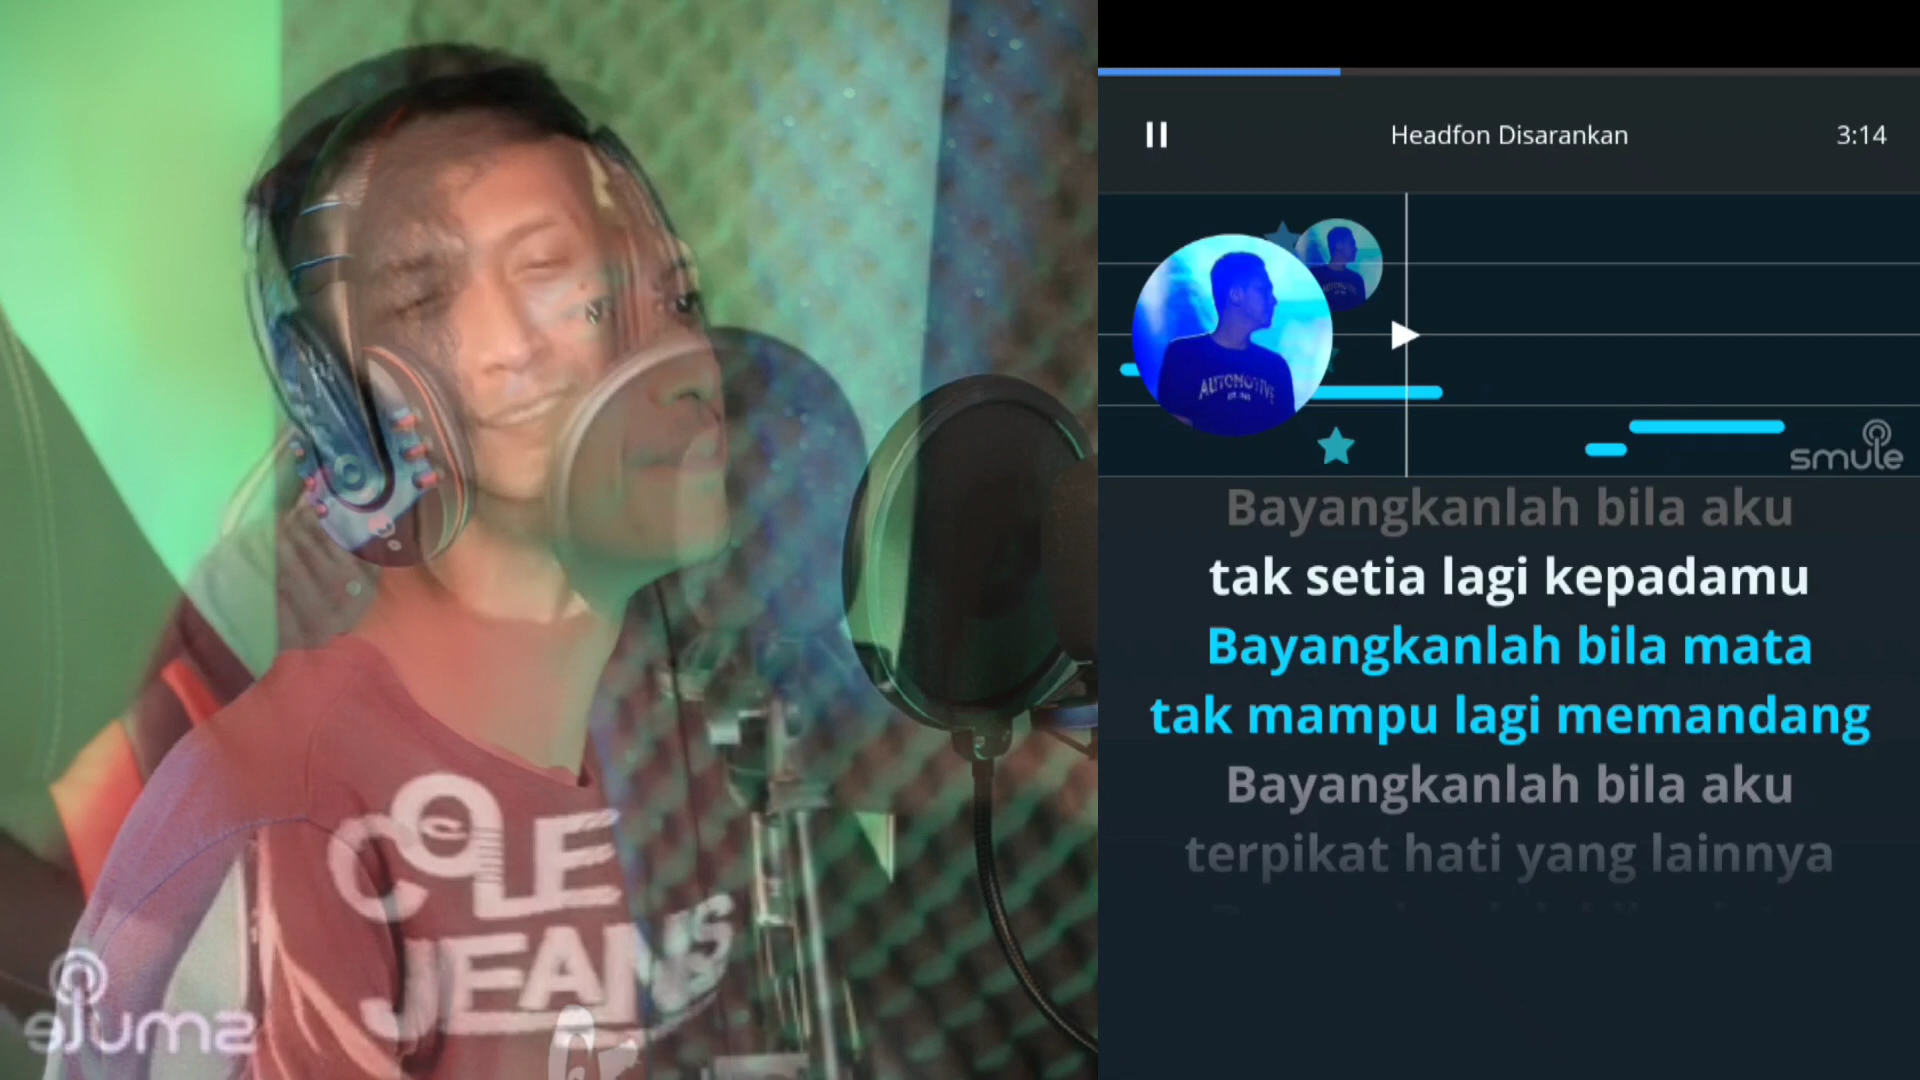 Headfon Disarankan
3:14
AUTOMOTIVE
smule
Bayangkanlah bila aku
tak setia lagi kepadamu
Bayangkanlah bila mata
tak mampu lagi memandang
Bayangkanlah bila aku
terpikat hati yang lainnya
COLE
JEANS
smule